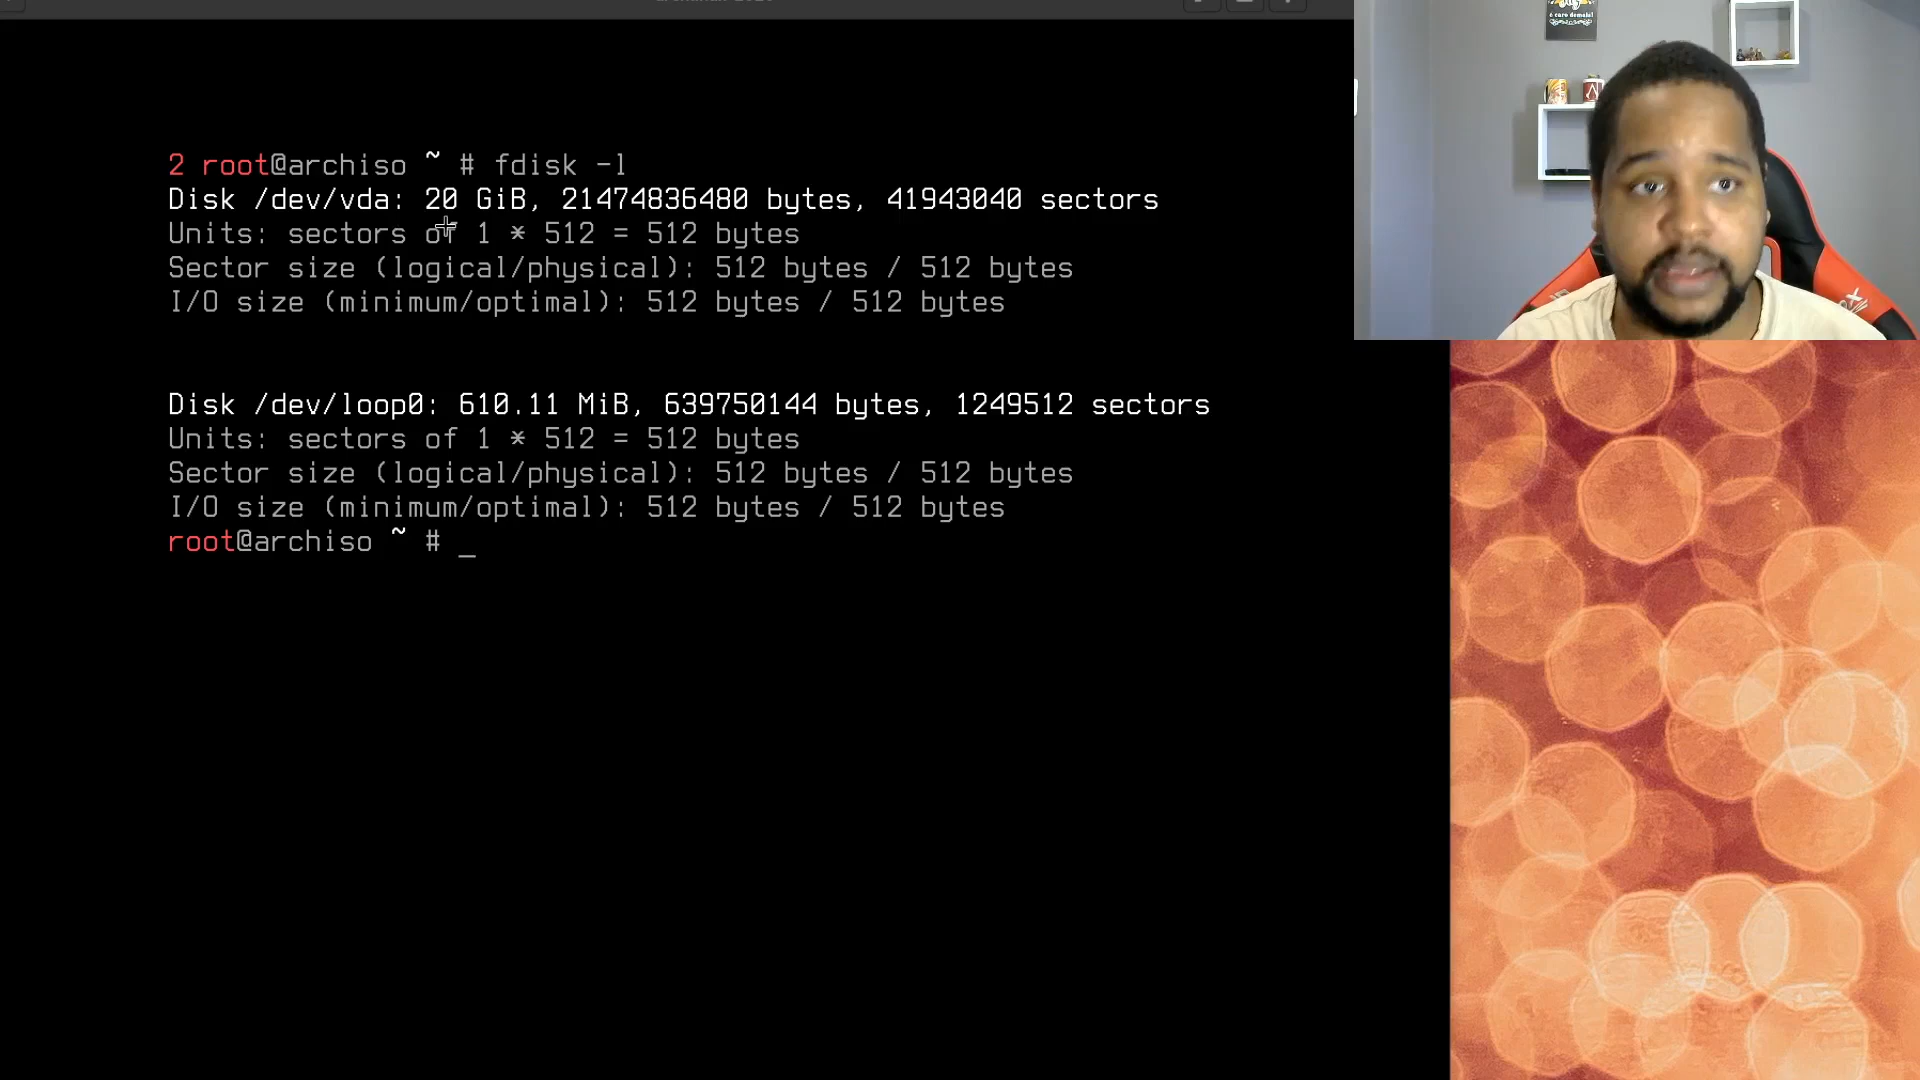 2 root@archiso ~ # fdisk -l
Disk /dev/vda: 20 GiB, 21474836480 bytes, 41943040 sectors
Units: sectors of 1 * 512 = 512 bytes
Sector size (logical/physical): 512 bytes / 512 bytes
I/O size (minimum/optimal): 512 bytes / 512 bytes
Disk /dev/loop0: 610.11 MiB, 639750144 bytes, 1249512 sectors
Units: sectors of 1 * 512 = 512 bytes
Sector size (logical/physical): 512 bytes / 512 bytes
I/O size (minimum/optimal): 512 bytes / 512 bytes
root@archiso ~ # _
é caro demais!